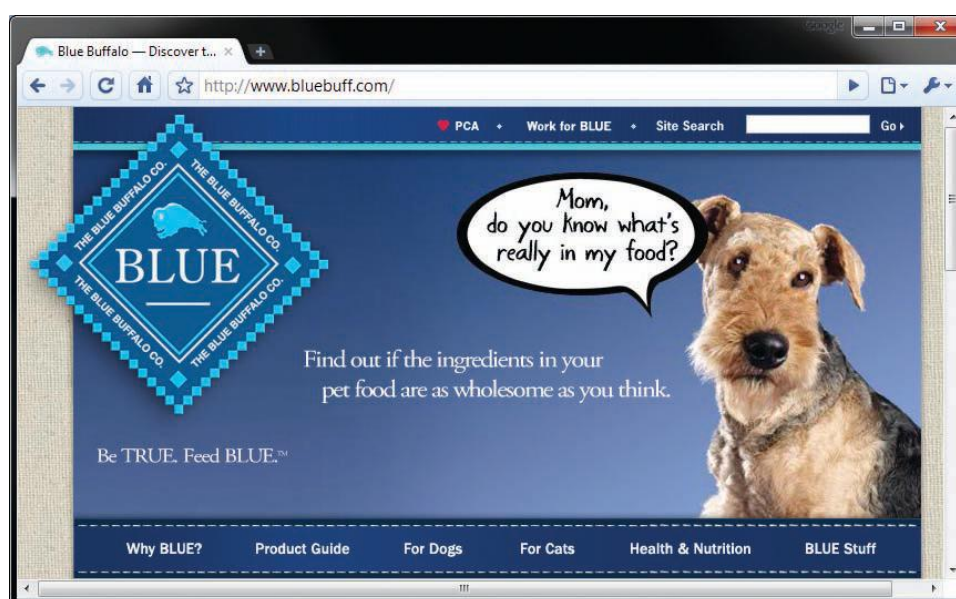 Google
Blue Buffalo — Discover t...
http://www.bluebuff.com/
PCA
Work for BLUE
Site Search
Go
THE BLUE BUFFALO CO.
THE BLUE BUFFALO CO.
BLUE
THE BLUE BUFFALO CO.
THE BLUE BUFFALO CO.
Mom,
do you know what's
really in my food?
Find out if the ingredients in your
pet food are as wholesome as you think.
Be TRUE. Feed BLUE.™
Why BLUE?
Product Guide
For Dogs
For Cats
Health & Nutrition
BLUE Stuff